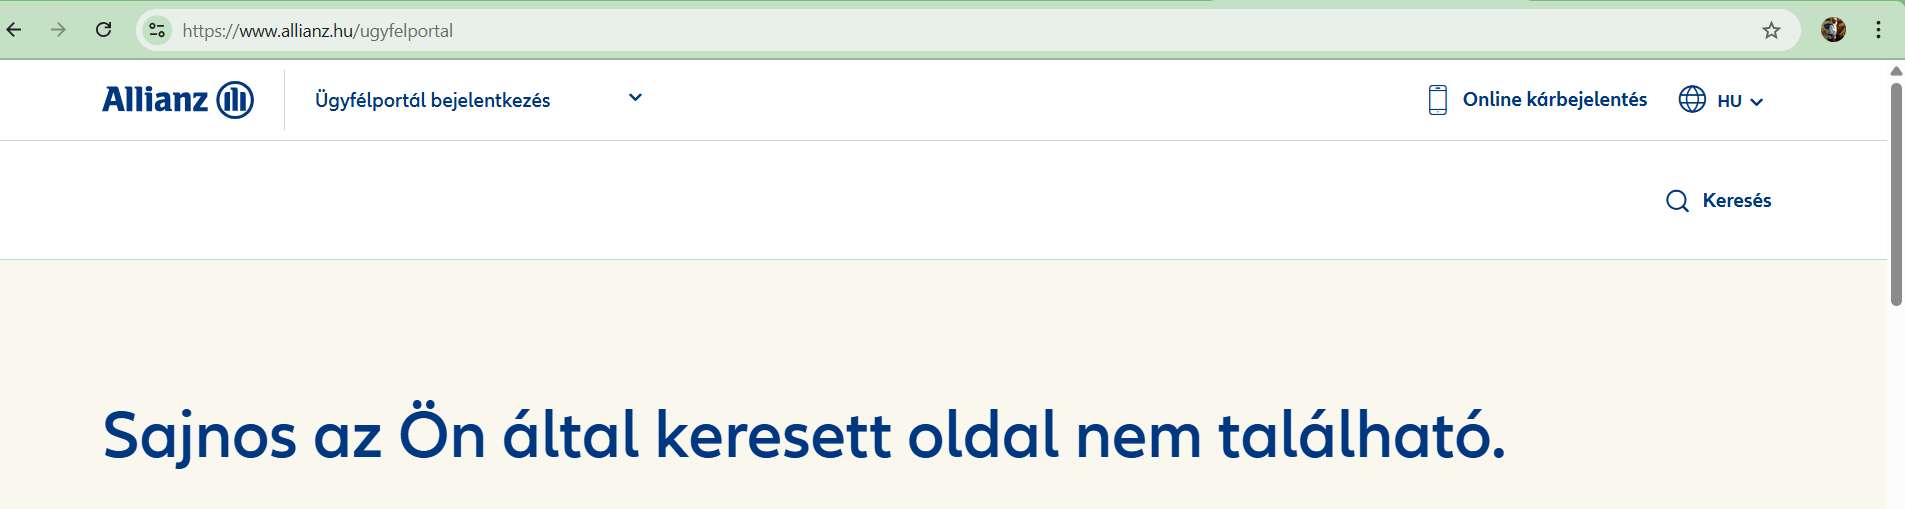 https://www.allianz.hu/ugyfelportal
Allianz
Ügyfélportál bejelentkezés
Online kárbejelentés
HU
Keresés
Sajnos az Ön által keresett oldal nem található.